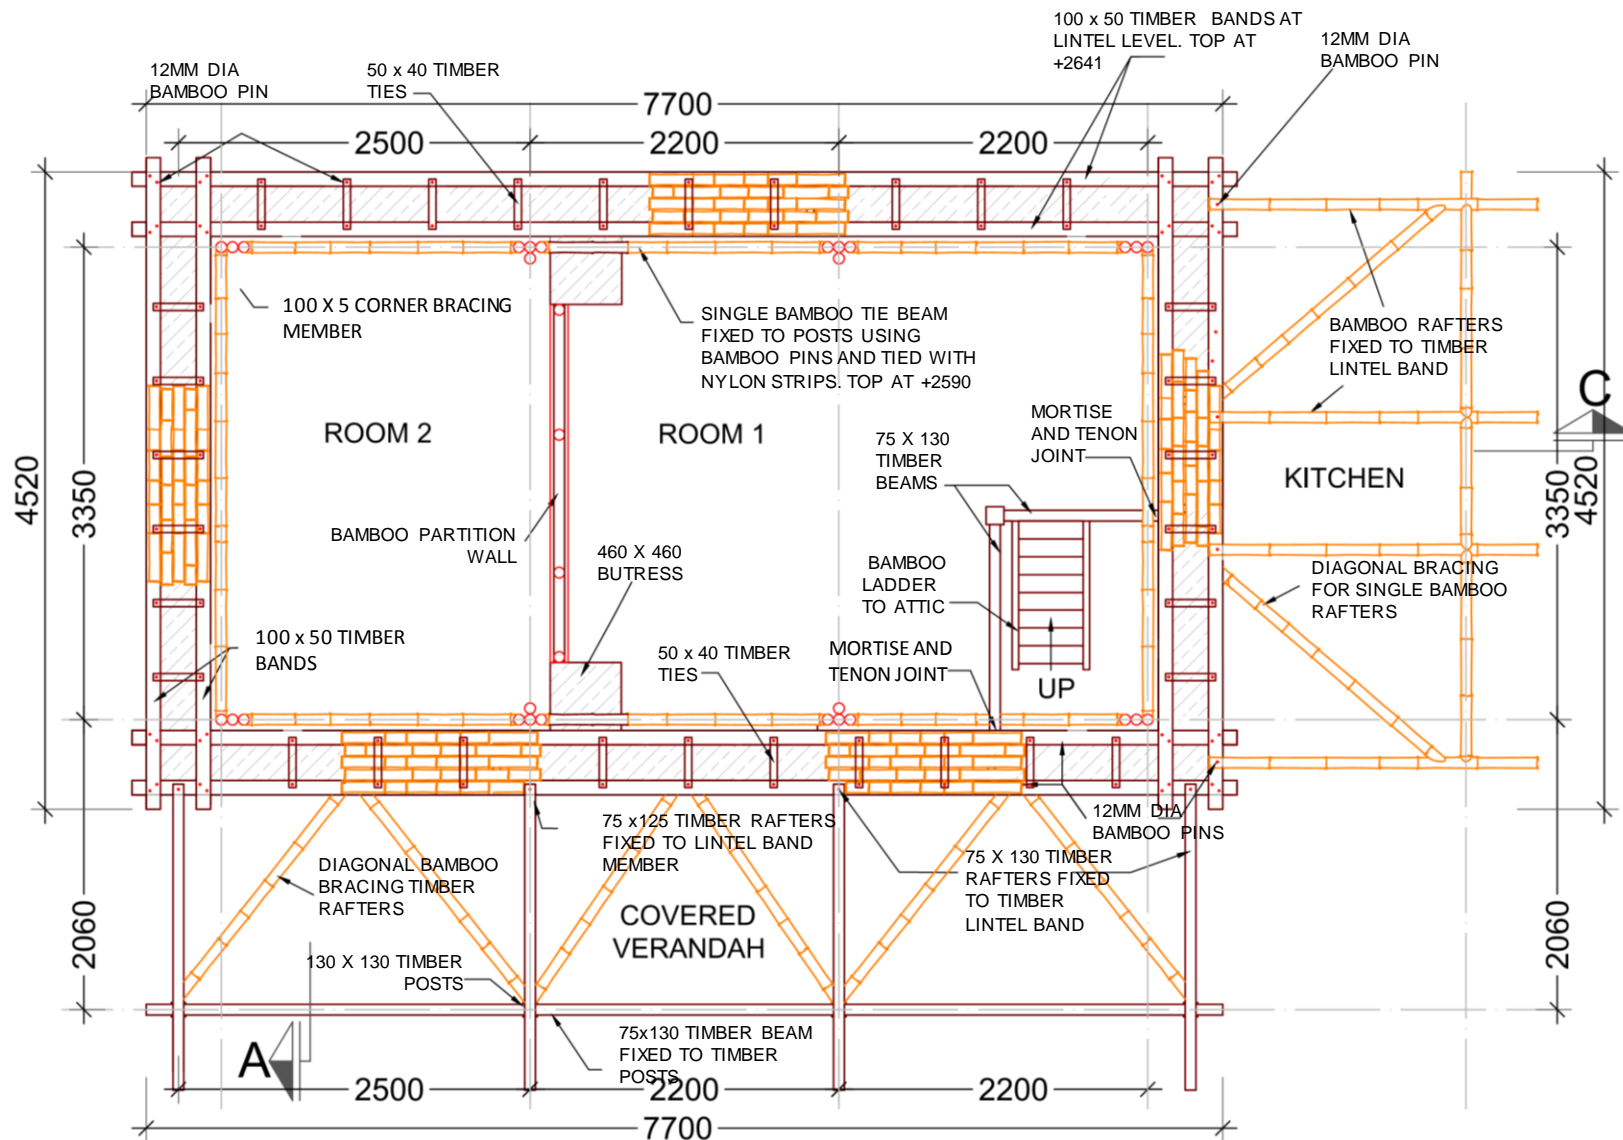 100 x 50 TIMBER BANDS AT
LINTEL LEVEL. TOP AT
+2641
12MM DIA
BAMBOO PIN
12MM DIA
BAMBOO PIN
50 x 40 TIMBER
TIES
7700
2500
2200
2200
100 X 5 CORNER BRACING
MEMBER
SINGLE BAMBOO TIE BEAM
FIXED TO POSTS USING
BAMBOO PINS AND TIED WITH
NYLON STRIPS. TOP AT +2590
BAMBOO RAFTERS
FIXED TO TIMBER
LINTEL BAND
C
ROOM 2
ROOM 1
MORTISE
AND TENON
JOINT
75 X 130
TIMBER
BEAMS
KITCHEN
4520
3350
3350
4520
BAMBOO PARTITION
WALL
460 X 460
BUTRESS
BAMBOO
LADDER
TO ATTIC
DIAGONAL BRACING
FOR SINGLE BAMBOO
RAFTERS
100 x 50 TIMBER
BANDS
50 x 40 TIMBER
TIES
MORTISE AND
TENON JOINT
UP
75 x125 TIMBER RAFTERS
FIXED TO LINTEL BAND
MEMBER
12MM DIA
BAMBOO PINS
DIAGONAL BAMBOO
BRACING TIMBER
RAFTERS
75 X 130 TIMBER
RAFTERS FIXED
TO TIMBER
LINTEL BAND
COVERED
VERANDAH
2060
2060
130 X 130 TIMBER
POSTS
A
75x130 TIMBER BEAM
FIXED TO TIMBER
POSTS
2500
2200
2200
7700